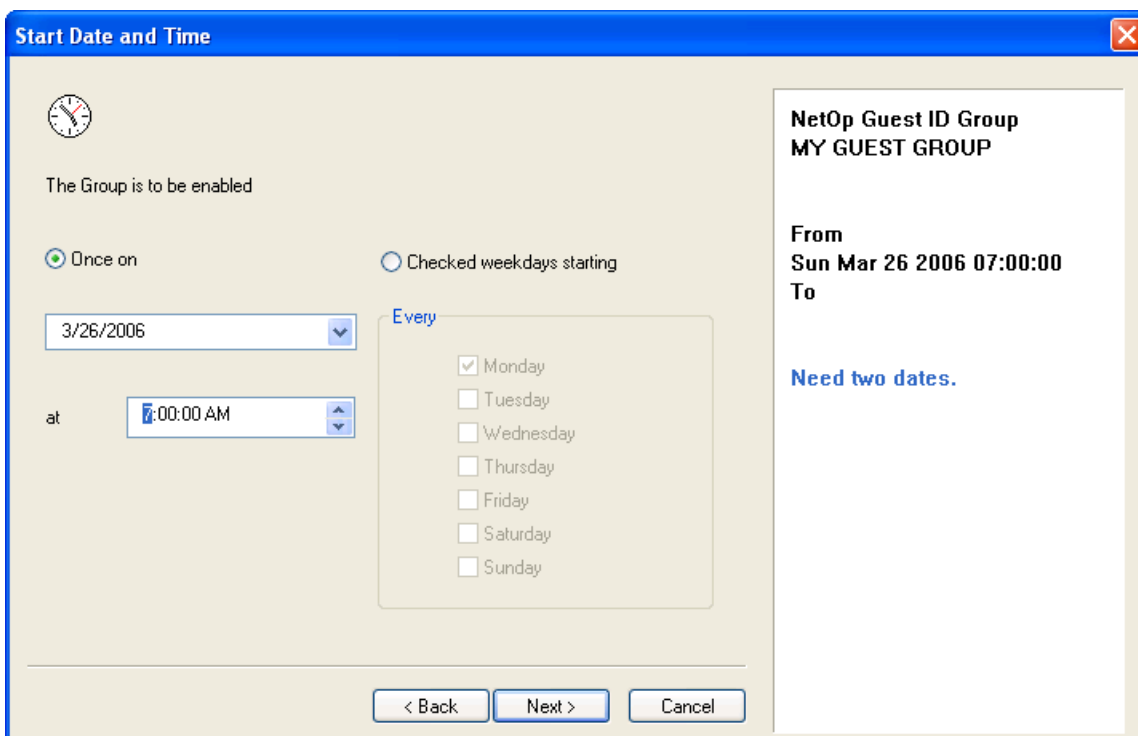 Start Date and Time
The Group is to be enabled
Once on
3/26/2006
at
7:00:00 AM
Checked weekdays starting
Every
Monday
Tuesday
Wednesday
Thursday
Friday
Saturday
Sunday
< Back
Next >
Cancel
NetOp Guest ID Group
MY GUEST GROUP
From
Sun Mar 26 2006 07:00:00
To
Need two dates.